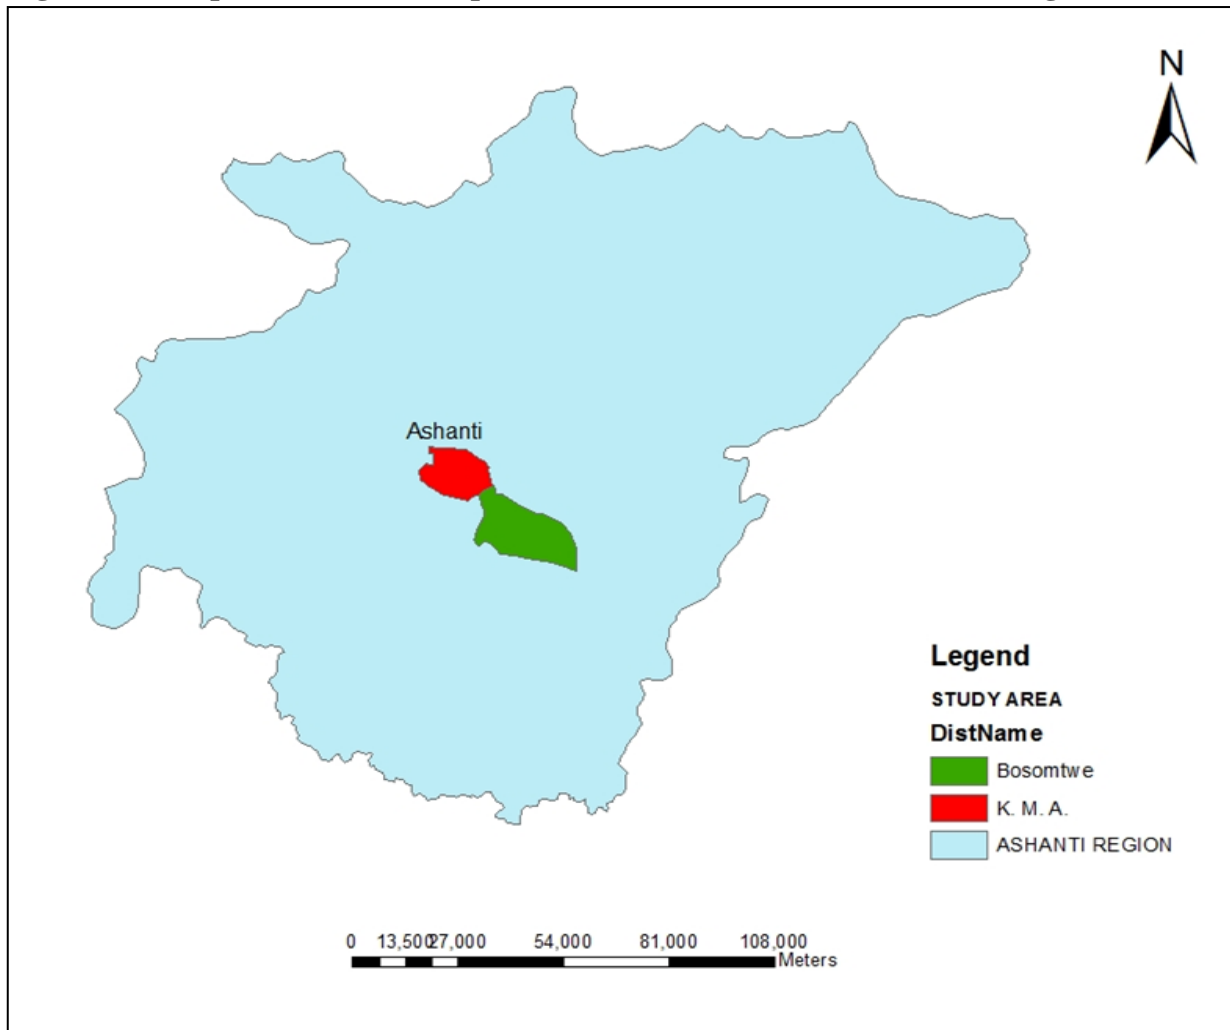 N
Ashanti
Legend
STUDY AREA
DistName
Bosomtwe
K. M. A.
ASHANTI REGION
0 13,500 27,000 54,000 81,000 108,000
Meters